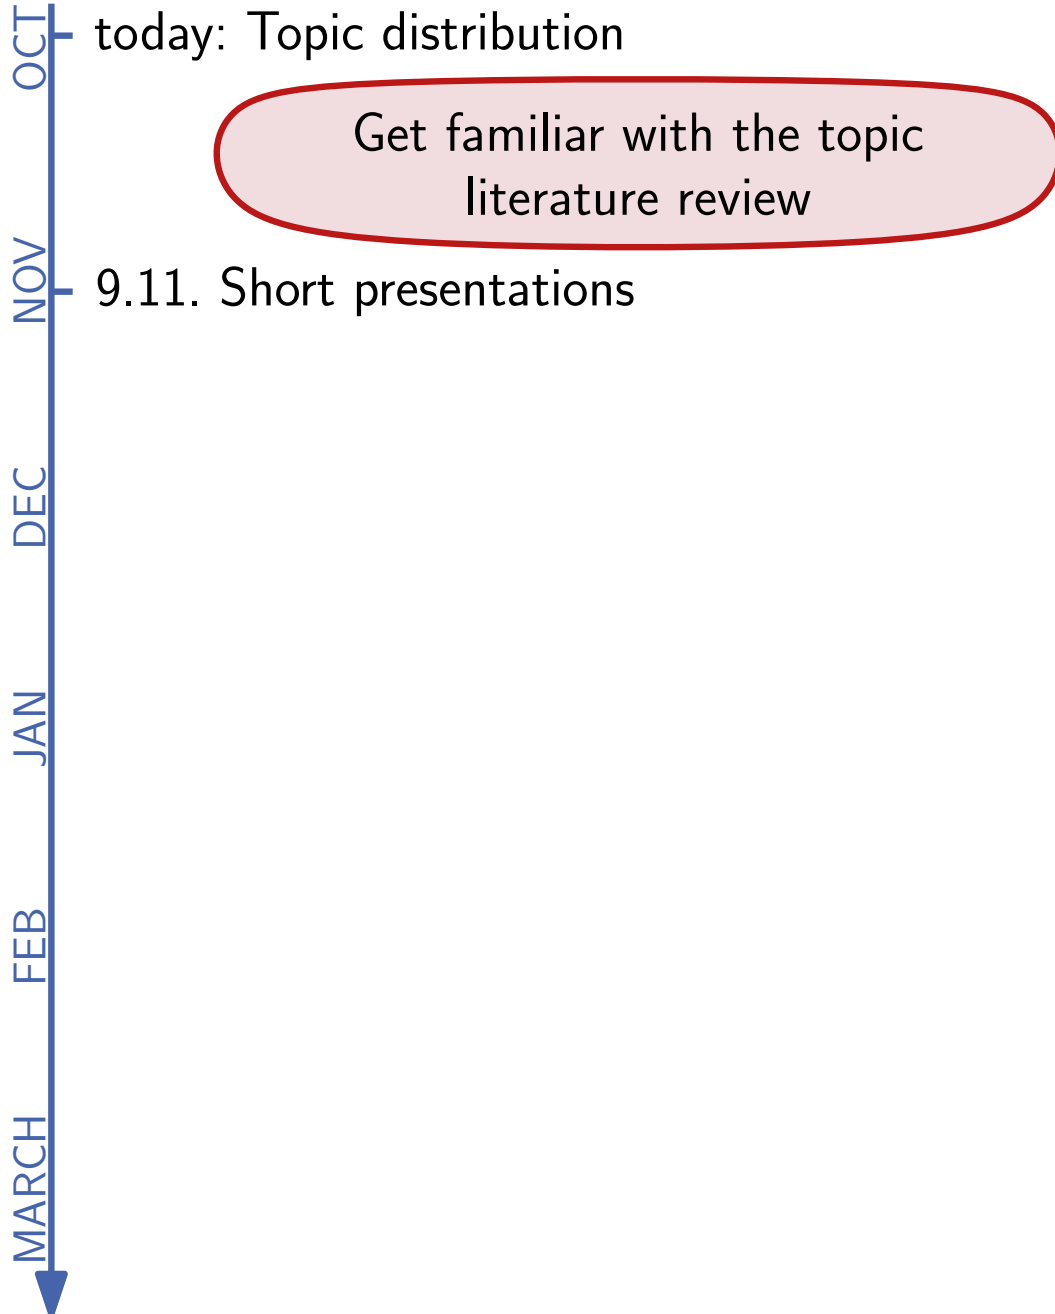 OCT
today: Topic distribution
Get familiar with the topic
literature review
NOV
9.11. Short presentations
DEC
JAN
FEB
MARCH